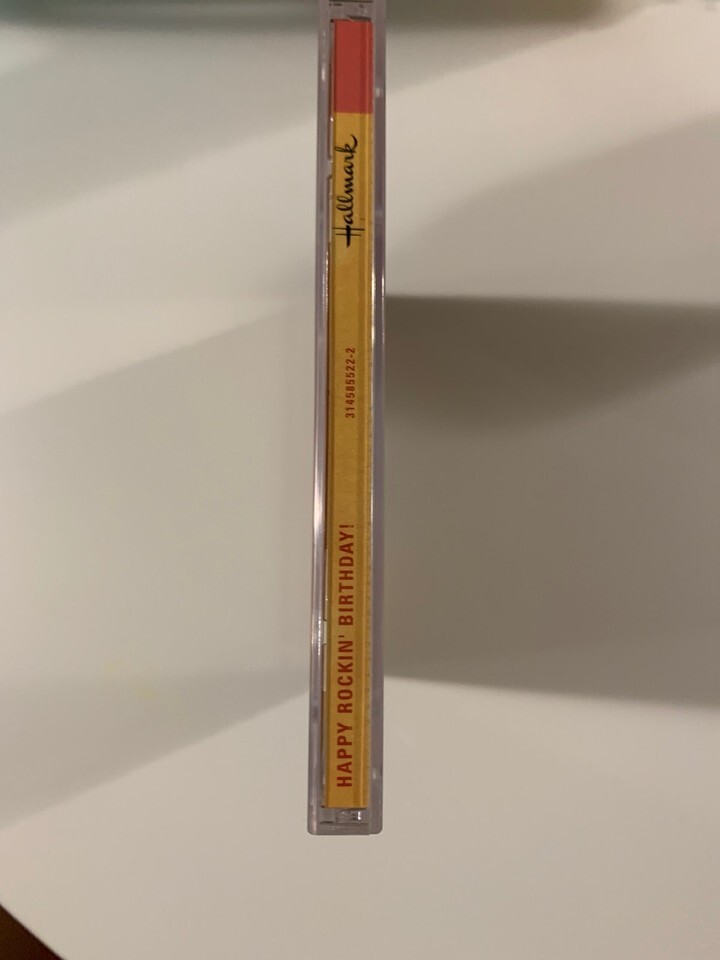 HAPPY ROCKIN' BIRTHDAY!
314585522-2
Hallmark